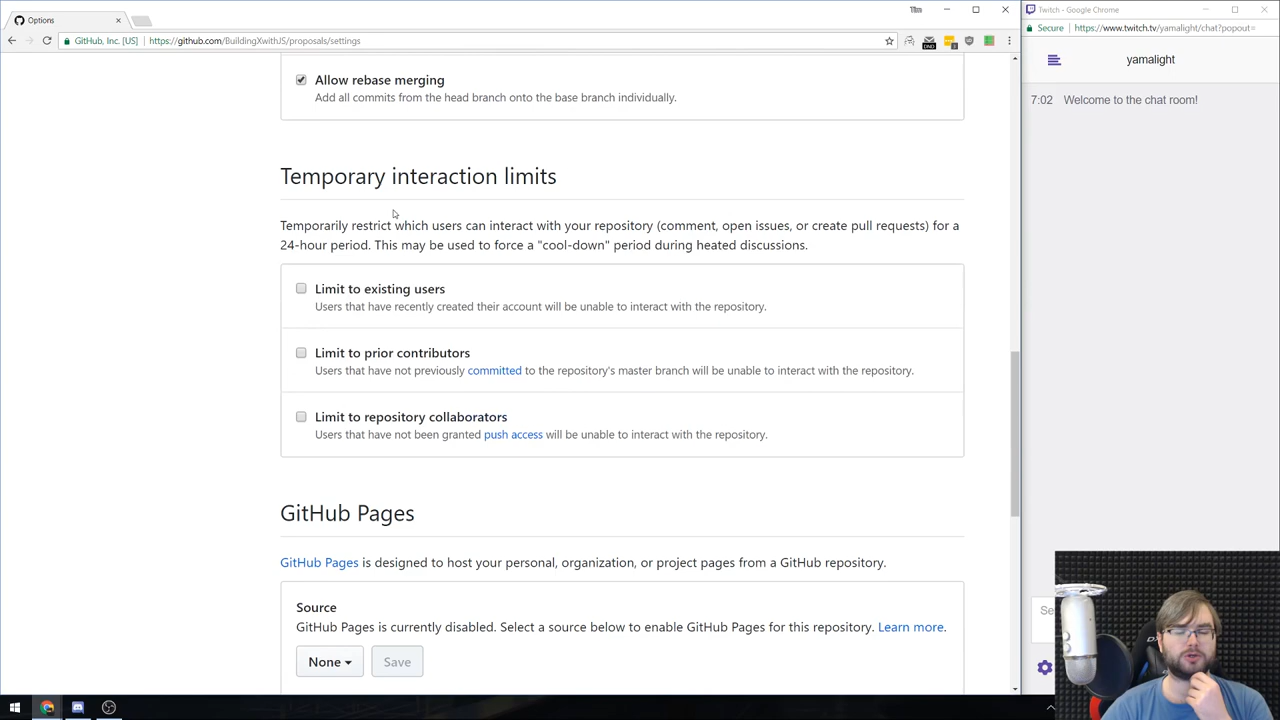 Options
Twitch - Google Chrome
GitHub, Inc. [US]
https://github.com/BuildingXwithJS/proposals/settings
Secure
https://www.twitch.tv/yamalight/chat?popout=
yamalight
7:02 Welcome to the chat room!
Allow rebase merging
Add all commits from the head branch onto the base branch individually.
Temporary interaction limits
Temporarily restrict which users can interact with your repository (comment, open issues, or create pull requests) for a
24-hour period. This may be used to force a "cool-down" period during heated discussions.
Limit to existing users
Users that have recently created their account will be unable to interact with the repository.
Limit to prior contributors
Users that have not previously committed to the repository's master branch will be unable to interact with the repository.
Limit to repository collaborators
Users that have not been granted push access will be unable to interact with the repository.
GitHub Pages
GitHub Pages is designed to host your personal, organization, or project pages from a GitHub repository.
Source
GitHub Pages is currently disabled. Select a source below to enable GitHub Pages for this repository. Learn more.
None
Save